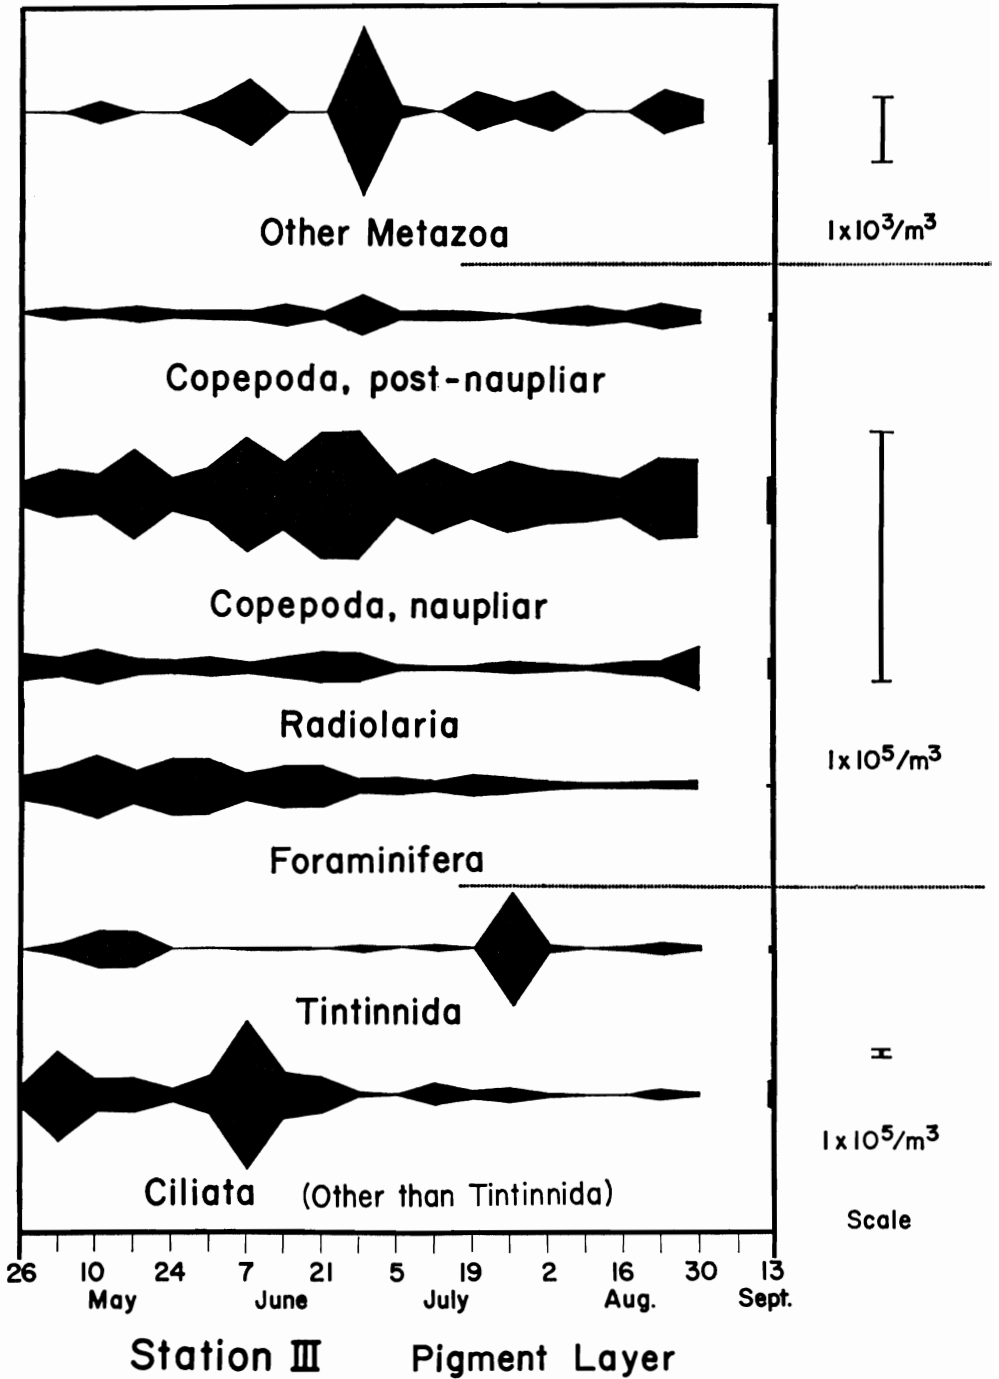 Other Metazoa
1x10³/m³
Copepoda, post-naupliar
Copepoda, naupliar
Radiolaria
1x10⁵/m³
Foraminifera
Tintinnida
1x10⁵/m³
Ciliata (Other than Tintinnida)
Scale
26 10 24 7 21 5 19 2 16 30 13
May June July Aug. Sept.
Station III Pigment Layer